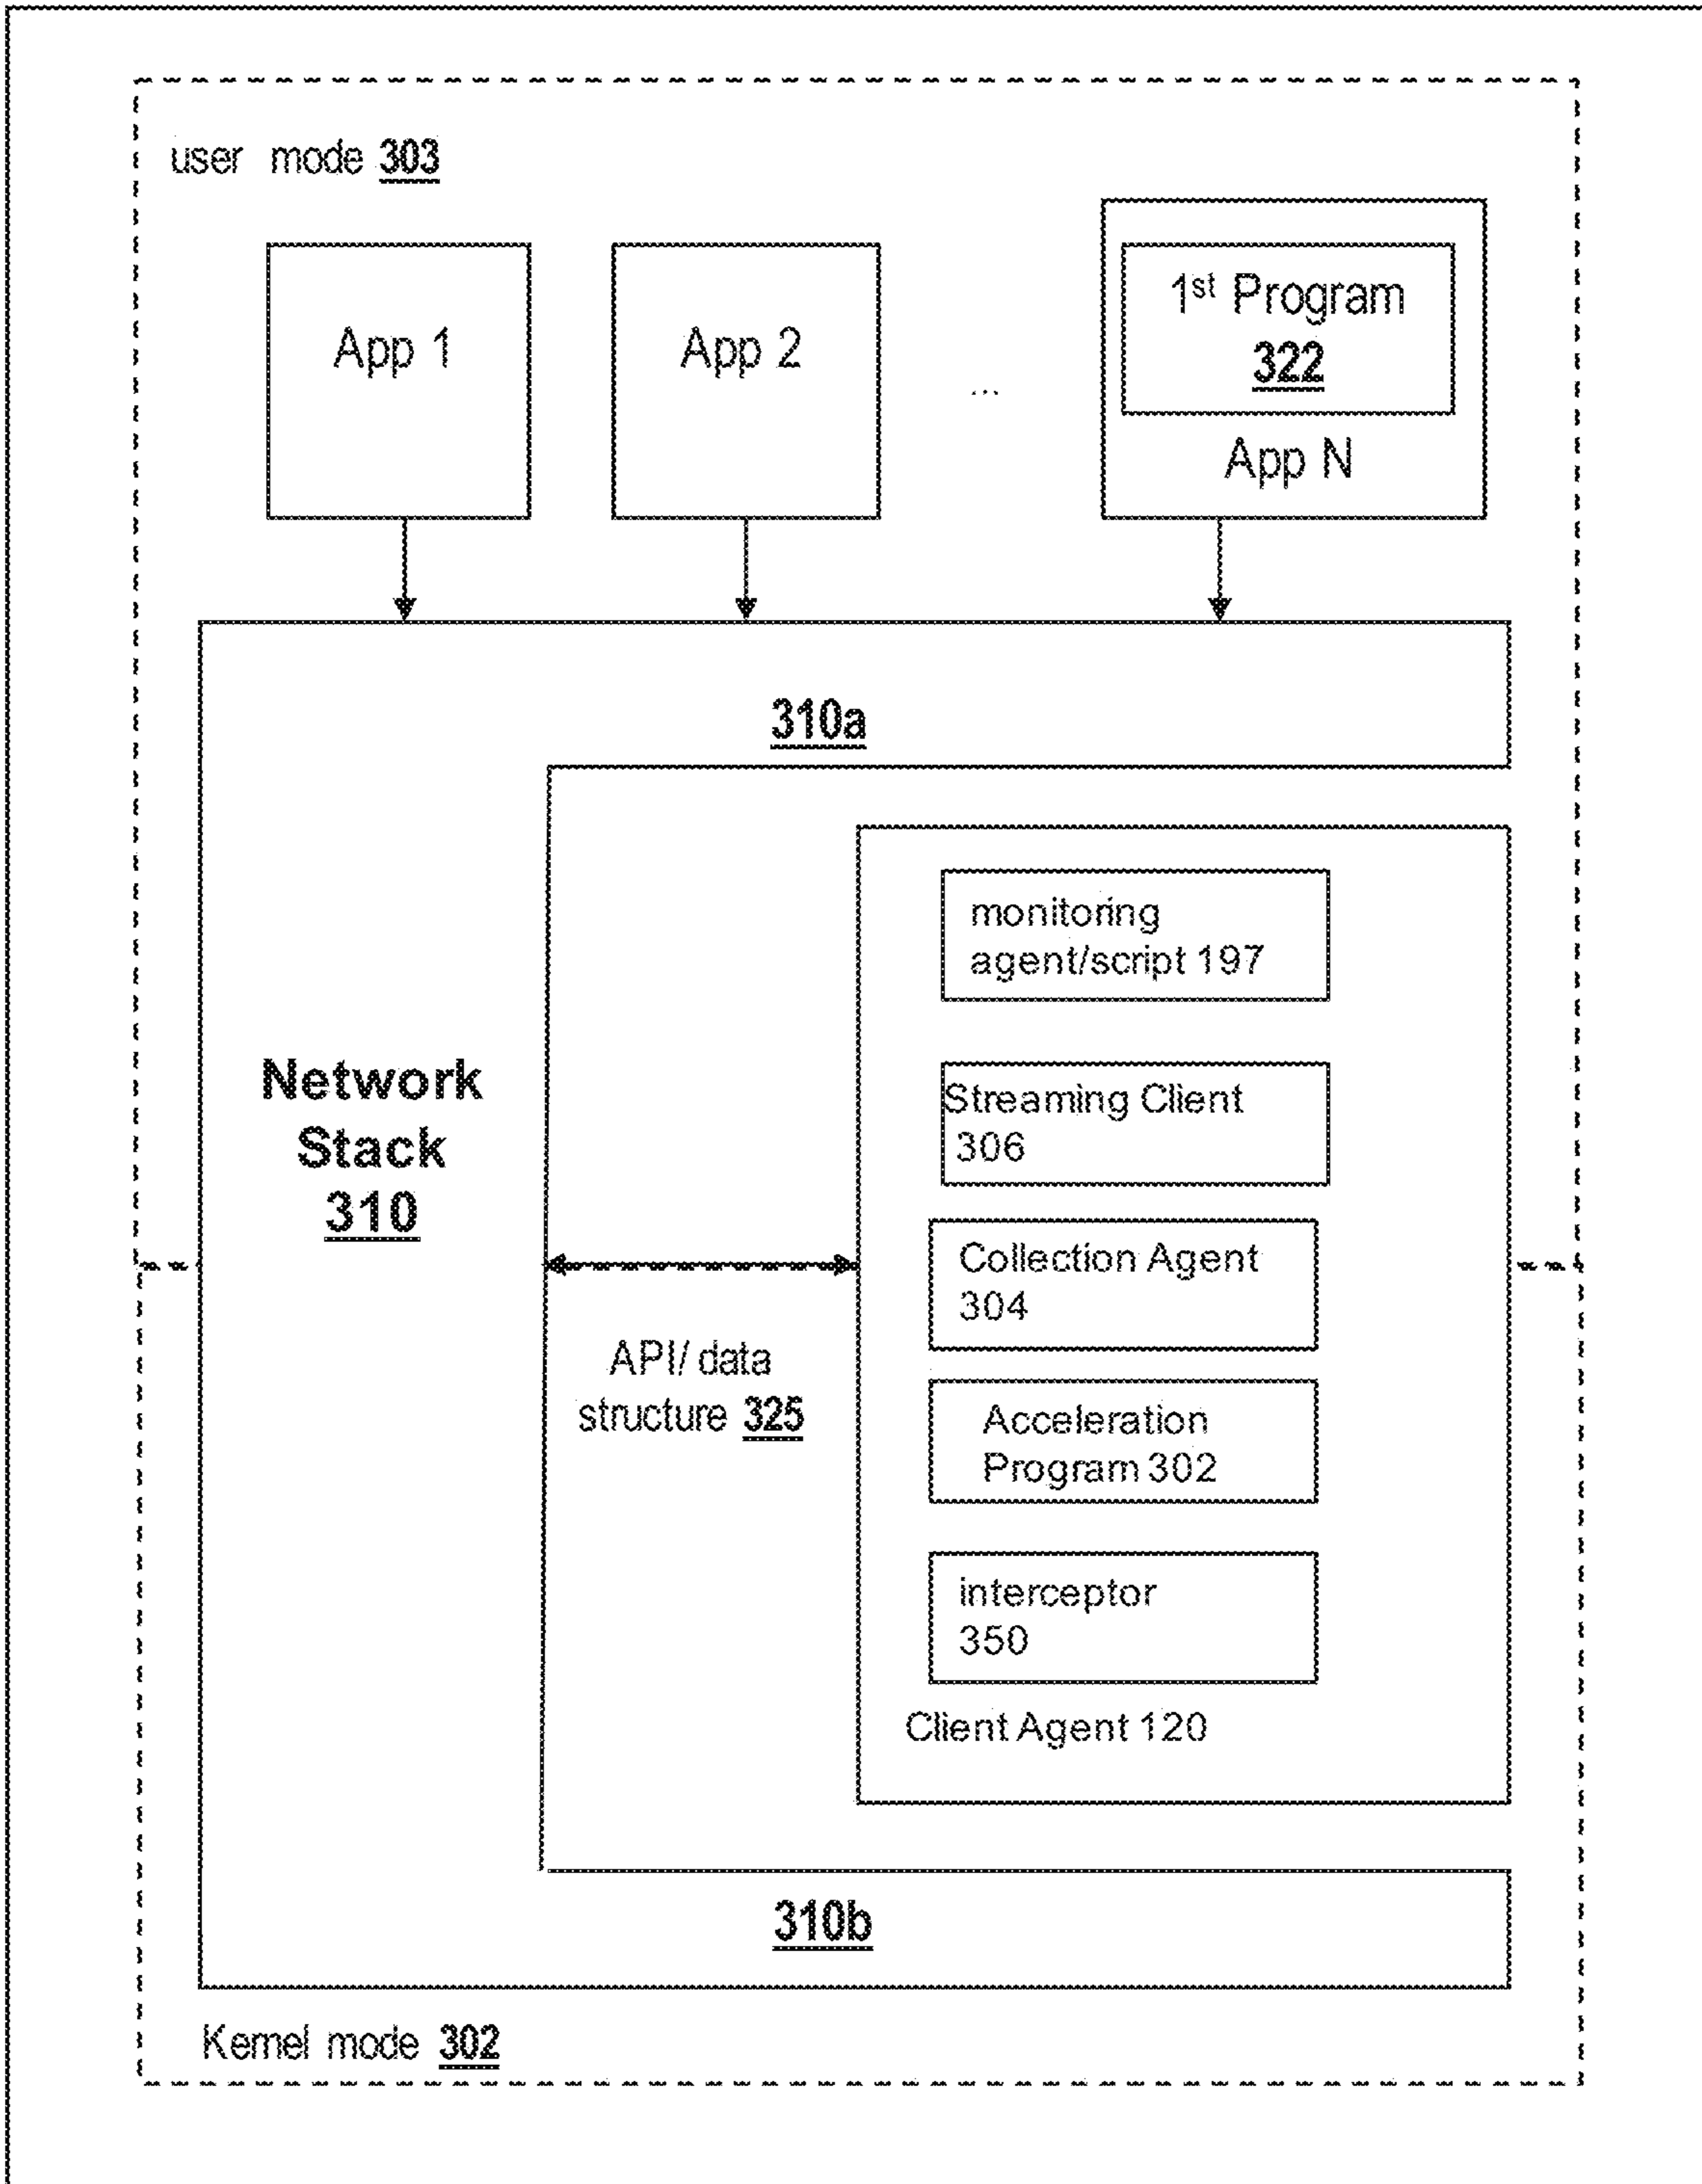 user mode 303
App 1
App 2
...
1st Program
322
App N
310a
Network
Stack
310
API/ data
structure 325
monitoring
agent/script 197
Streaming Client
306
Collection Agent
304
Acceleration
Program 302
interceptor
350
Client Agent 120
310b
Kernel mode 302